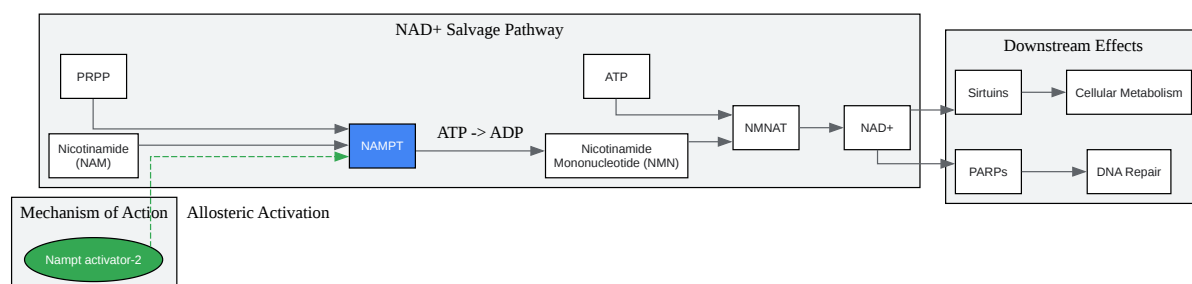 NAD+ Salvage Pathway
PRPP
ATP
Nicotinamide
(NAM)
NAMPT
ATP -> ADP
Nicotinamide
Mononucleotide (NMN)
NMNAT
NAD+
Downstream Effects
Sirtuins
Cellular Metabolism
PARPs
DNA Repair
Mechanism of Action
Allosteric Activation
Nampt activator-2